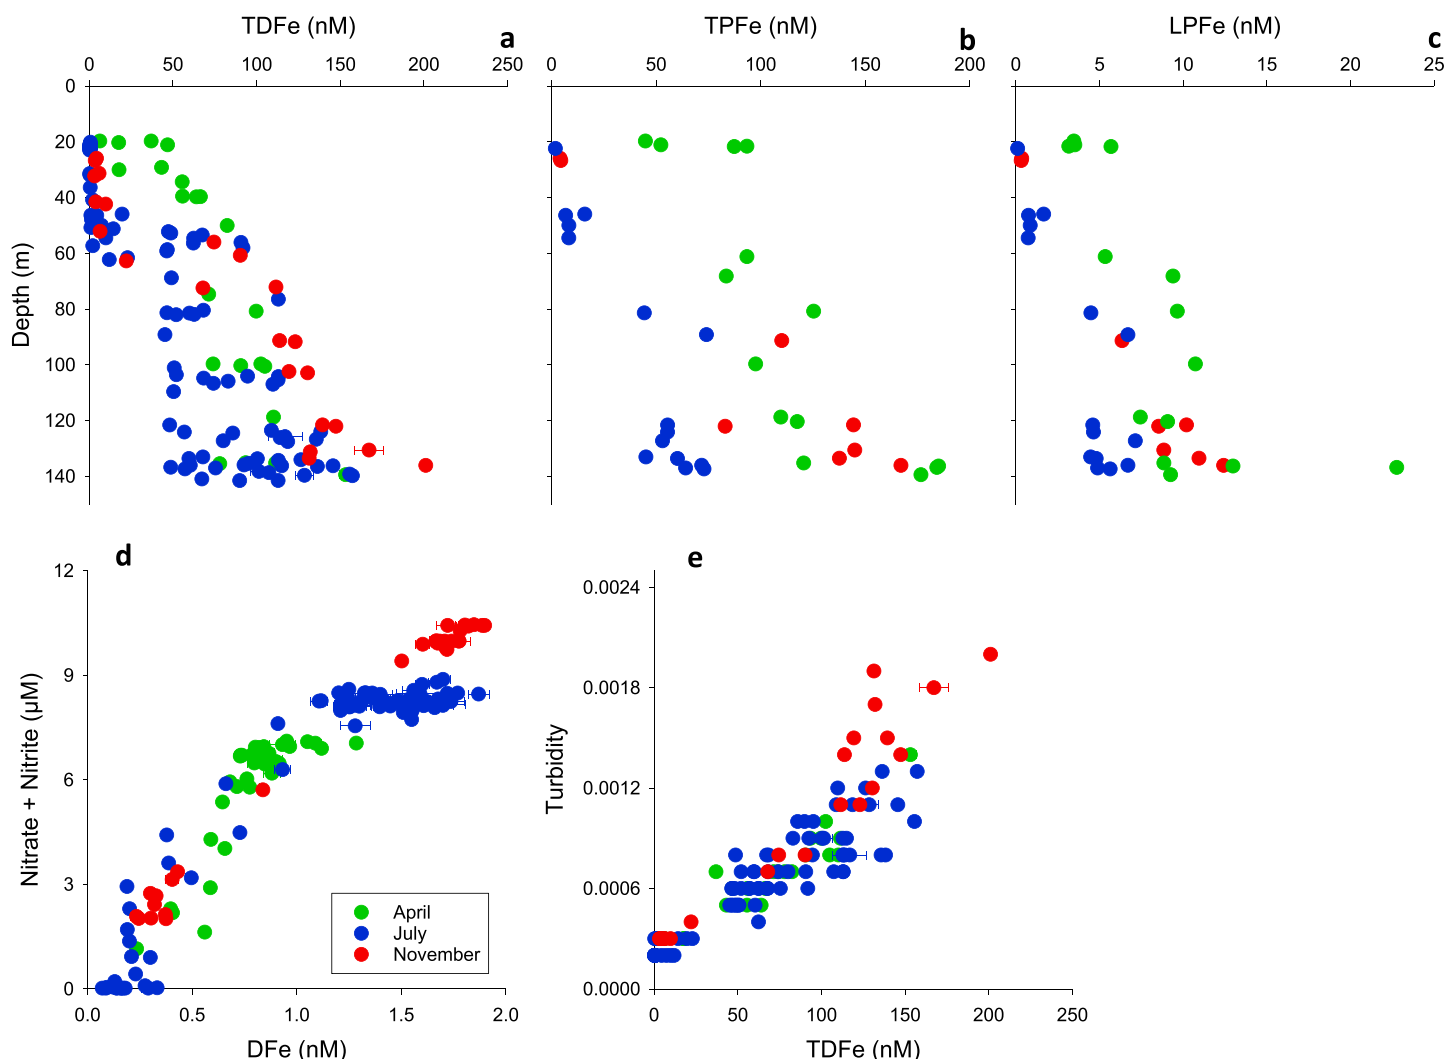 TDFe (nM) a
0 50 100 150 200 250
TPFe (nM) b
50 100 150 200
LPFe (nM) c
0 5 10 15 20 25
Depth (m)
0
20
40
60
80
100
120
140
d
Nitrate + Nitrite (µM)
12
9
6
3
0
April
July
November
0.0 0.5 1.0 1.5 2.0
DFe (nM)
e
Turbidity
0.0024
0.0018
0.0012
0.0006
0.0000
0 50 100 150 200 250
TDFe (nM)